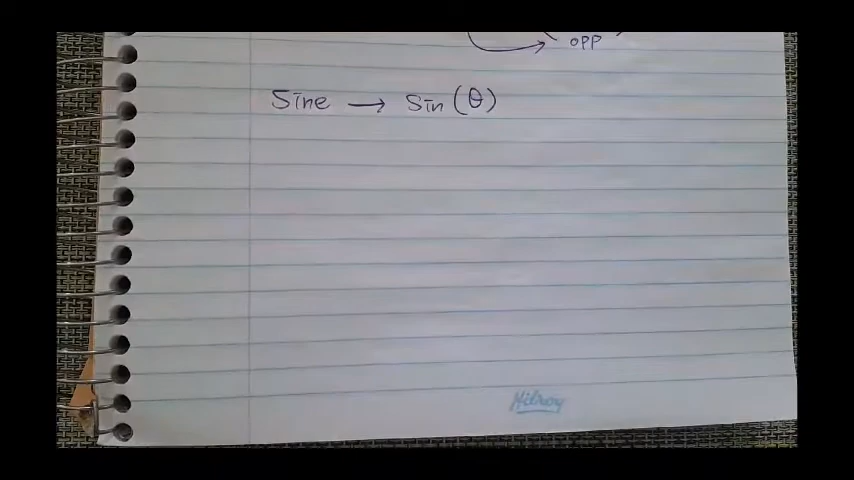 opp
Sine → Sin (θ)
Hilroy